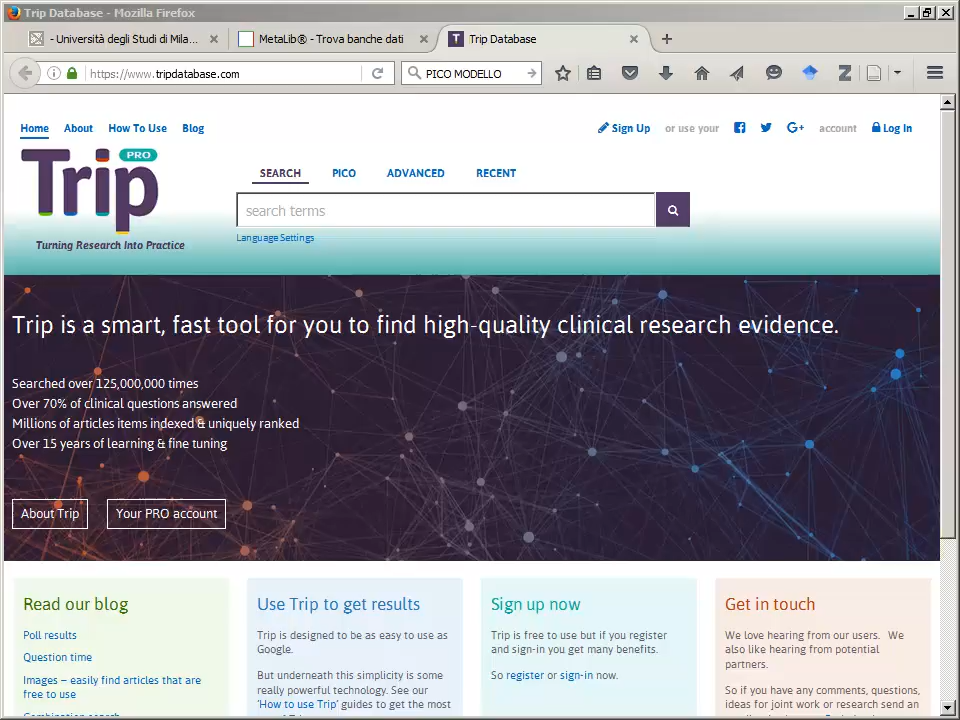 Trip Database - Mozilla Firefox
- Università degli Studi di Mila...
MetaLib® - Trova banche dati
Trip Database
https://www.tripdatabase.com
PICO MODELLO
Home About How To Use Blog
Sign Up or use your account Log In
Trip PRO
Turning Research Into Practice
SEARCH PICO ADVANCED RECENT
search terms
Language Settings
Trip is a smart, fast tool for you to find high-quality clinical research evidence.
Searched over 125,000,000 times
Over 70% of clinical questions answered
Millions of articles items indexed & uniquely ranked
Over 15 years of learning & fine tuning
About Trip
Your PRO account
Read our blog
Poll results
Question time
Images – easily find articles that are
free to use
Combination search
Use Trip to get results
Trip is designed to be as easy to use as
Google.
But underneath this simplicity is some
really powerful technology. See our
'How to use Trip' guides to get the most
Sign up now
Trip is free to use but if you register
and sign-in you get many benefits.
So register or sign-in now.
Get in touch
We love hearing from our users. We
also like hearing from potential
partners.
So if you have any comments, questions,
ideas for joint work or research send an